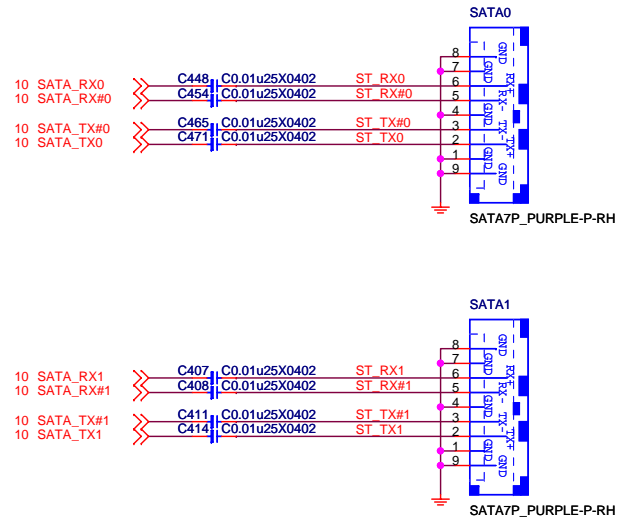 SATA0
8 GND
7 GND
10 SATA_RX0 C448 C0.01u25X0402 ST_RX0 6 RX+
10 SATA_RX#0 C454 C0.01u25X0402 ST_RX#0 5 RX-
4 GND
10 SATA_TX#0 C465 C0.01u25X0402 ST_TX#0 3 TX-
10 SATA_TX0 C471 C0.01u25X0402 ST_TX0 2 TX+
1 GND
9 GND
SATA7P_PURPLE-P-RH
SATA1
8 GND
7 GND
10 SATA_RX1 C407 C0.01u25X0402 ST_RX1 6 RX+
10 SATA_RX#1 C408 C0.01u25X0402 ST_RX#1 5 RX-
4 GND
10 SATA_TX#1 C411 C0.01u25X0402 ST_TX#1 3 TX-
10 SATA_TX1 C414 C0.01u25X0402 ST_TX1 2 TX+
1 GND
9 GND
SATA7P_PURPLE-P-RH